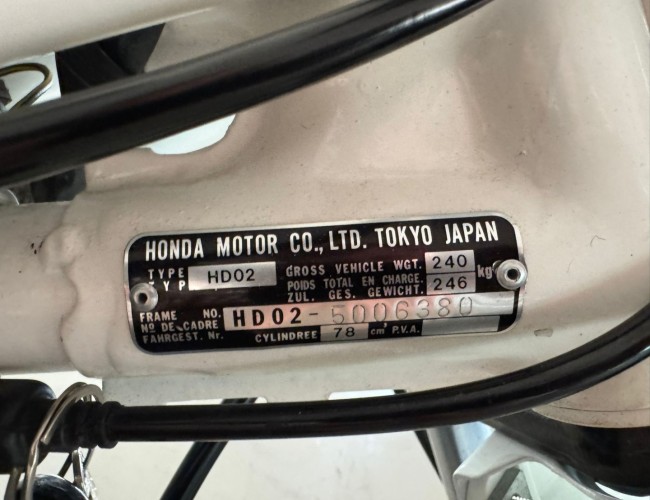 HONDA MOTOR CO., LTD. TOKYO JAPAN
TYPE
TYP
HD02
GROSS VEHICLE WGT. 240
POIDS TOTAL EN CHARGE.
ZUL. GES. GEWICHT. 246
kg
FRAME NO.
Nº DE CADRE
FAHRGEST. Nr.
HD02-5006380
CYLINDREE 78 cm³ P.V.A.